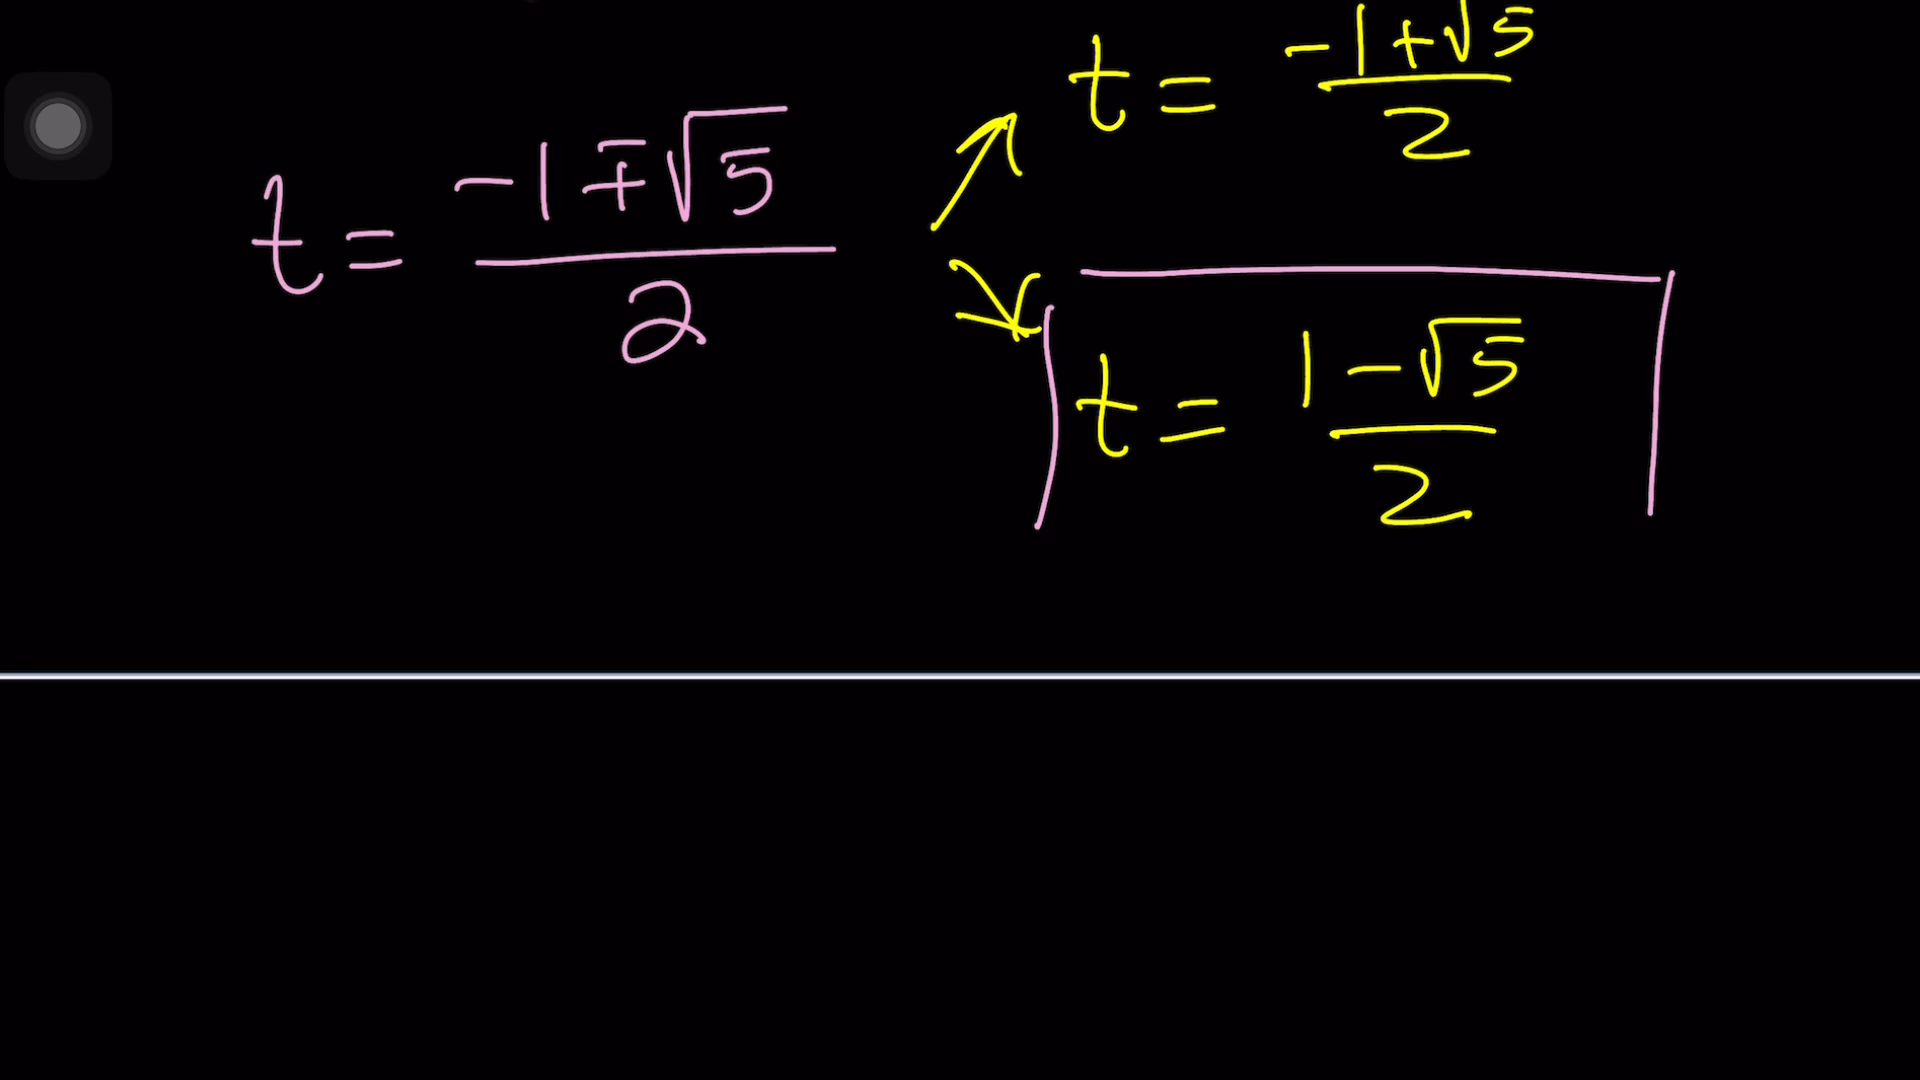 t = (-1 ∓ √5)/2
t = (-1 + √5)/2
t = (1 - √5)/2